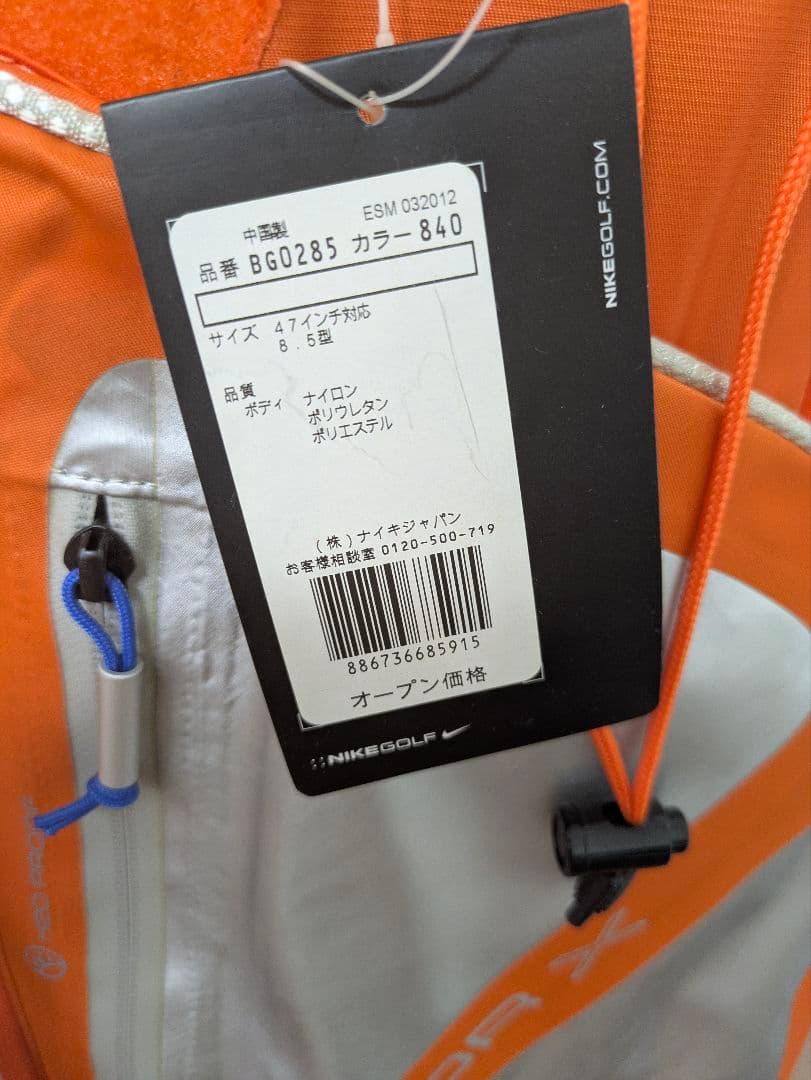 ESM 032012
中国製
品番 BG0285 カラー 840
サイズ 47インチ対応
8.5型
品質
ボディ ナイロン
ポリウレタン
ポリエステル
(株)ナイキジャパン
お客様相談室 0120-500-719
886736685915
オープン価格
NIKEGOLF
NIKEGOLF.COM